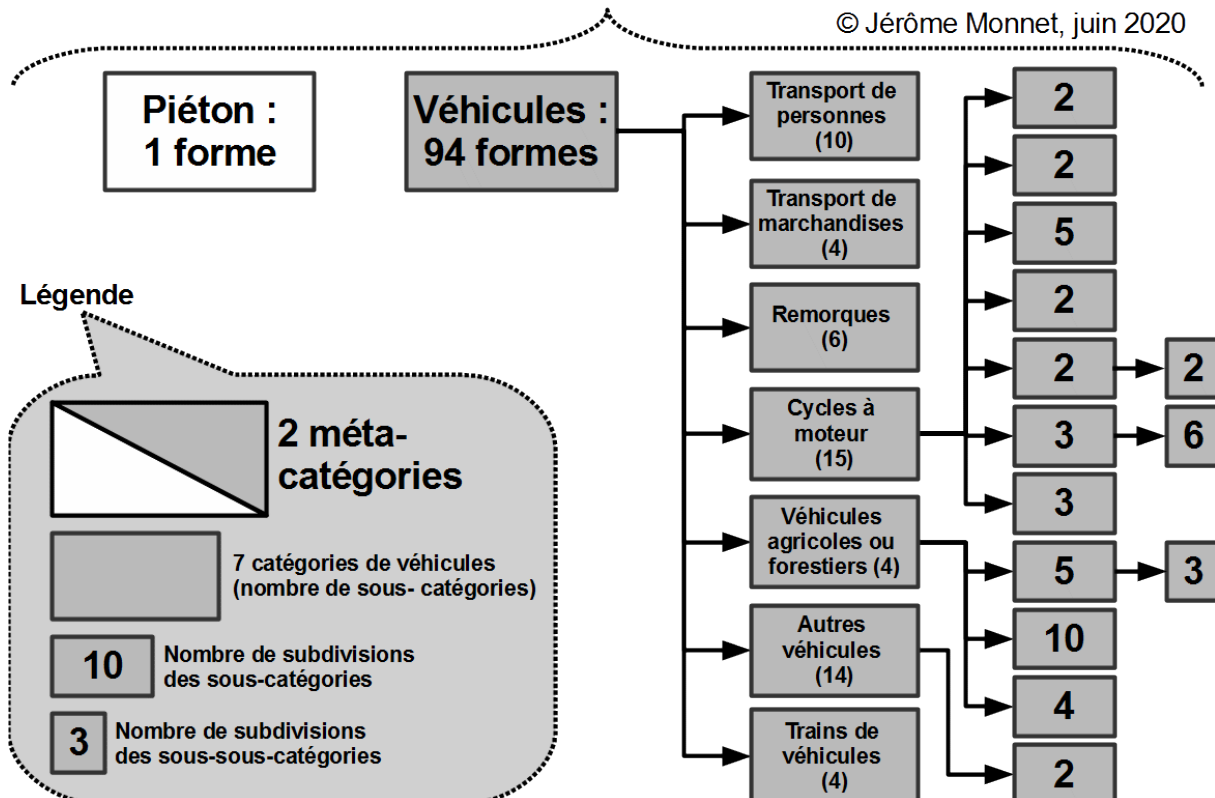 © Jérôme Monnet, juin 2020
Piéton :
1 forme
Véhicules :
94 formes
Transport de
personnes
(10)
Transport de
marchandises
(4)
Remorques
(6)
Cycles à
moteur
(15)
Véhicules
agricoles ou
forestiers (4)
Autres
véhicules
(14)
Trains de
véhicules
(4)
2
2
5
2
2
2
3
6
3
5
3
10
4
2
Légende
2 méta-
catégories
7 catégories de véhicules
(nombre de sous- catégories)
10
Nombre de subdivisions
des sous-catégories
3
Nombre de subdivisions
des sous-sous-catégories